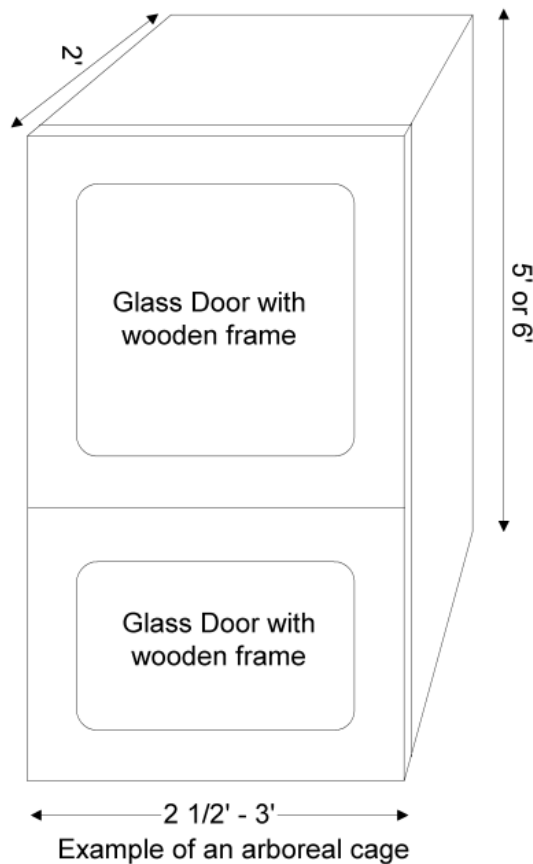 2'
5' or 6'
Glass Door with
wooden frame
Glass Door with
wooden frame
2 1/2' - 3'
Example of an arboreal cage